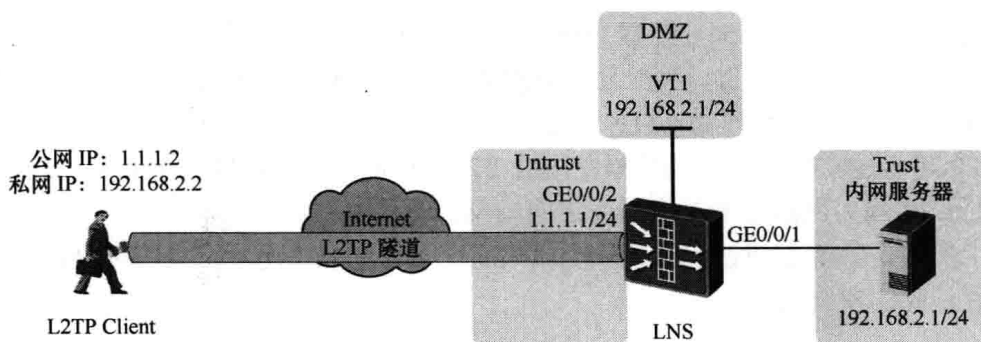 DMZ
VT1
192.168.2.1/24
公网 IP：1.1.1.2
私网 IP：192.168.2.2
Untrust
GE0/0/2
1.1.1.1/24
Trust
内网服务器
Internet
L2TP 隧道
GE0/0/1
L2TP Client
LNS
192.168.2.1/24